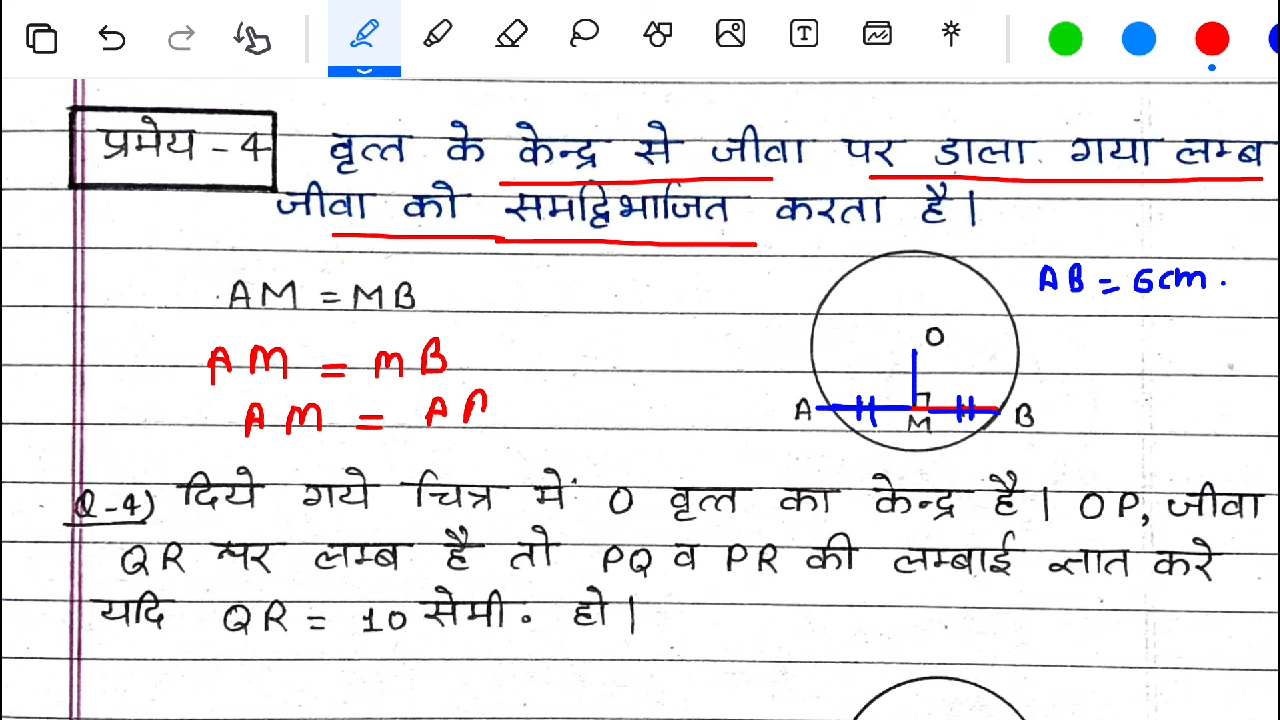 प्रमेय - 4 वृत्त के केन्द्र से जीवा पर डाला गया लम्ब
जीवा को समद्विभाजित करता है।
AM = MB
AM = MB
AM =
AB = 6cm.
O
A
M
B
Q-4) दिये गये चित्र में O वृत्त का केन्द्र है। OP, जीवा
QR पर लम्ब है तो PQ व PR की लम्बाई ज्ञात करे
यदि QR = 10 सेमी. हो।